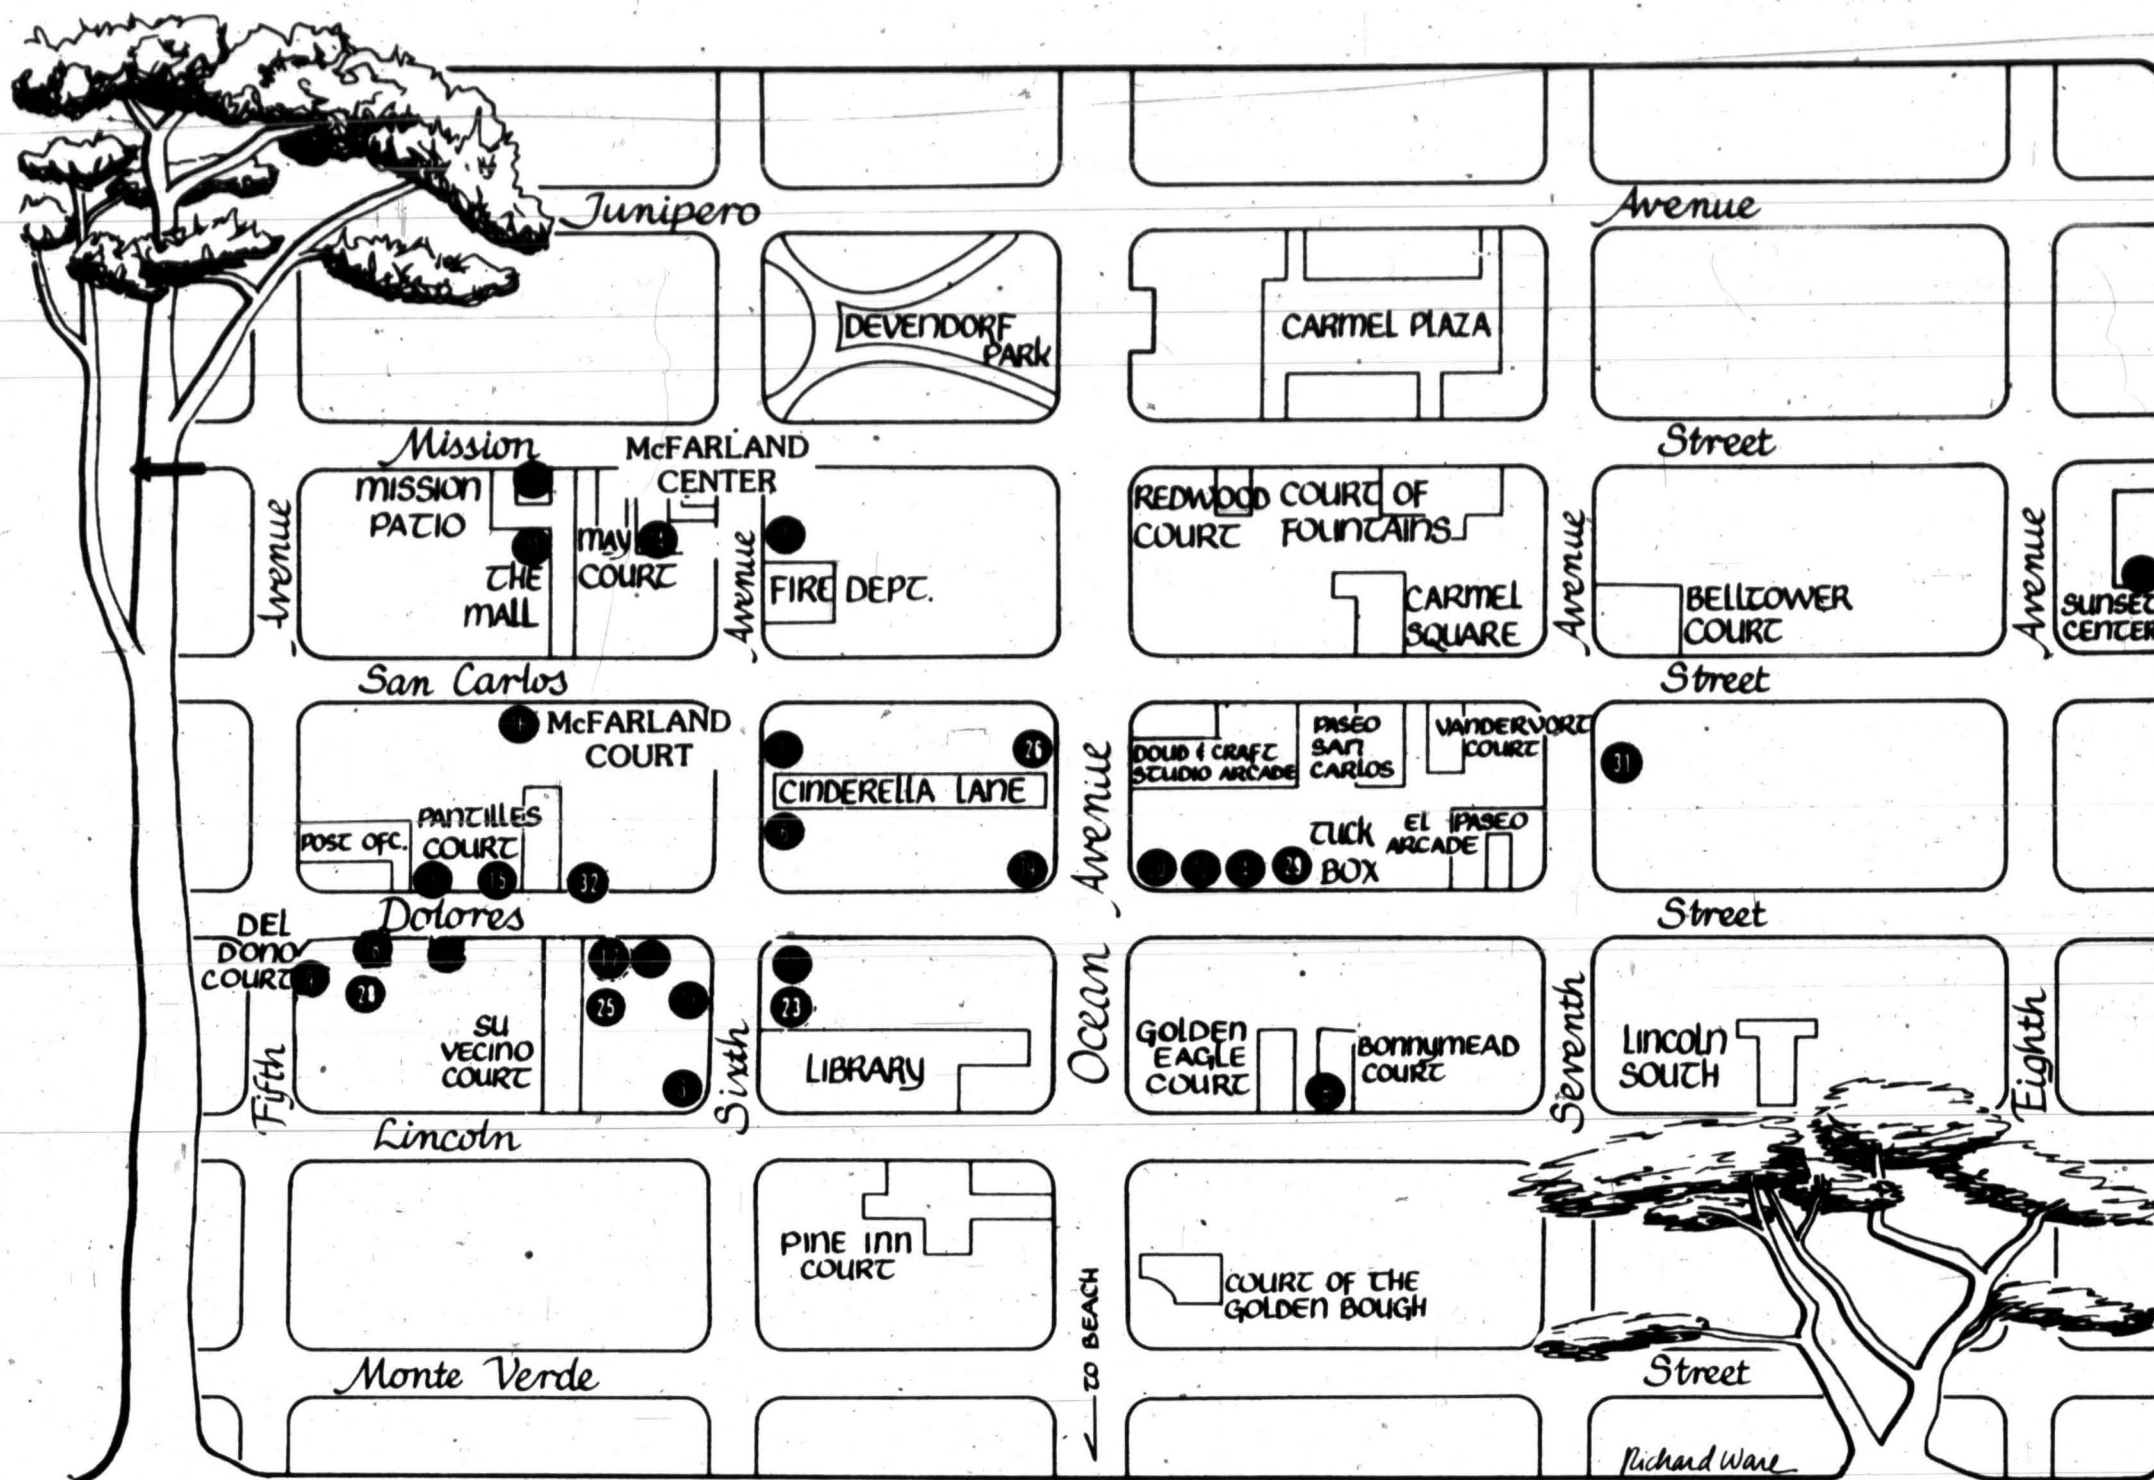 Junipero
Avenue
DEVENDORF
PARK
CARMEL PLAZA
Mission
Street
McFARLAND
CENTER
MISSION
PATIO
MAY
COURT
THE
MALL
Avenue
Avenue
FIRE DEPT.
REDWOOD
COURT
COURT OF
FOUNTAINS
CARMEL
SQUARE
Avenue
BELLTOWER
COURT
Avenue
SUNSET
CENTER
San Carlos
Street
McFARLAND
COURT
26
CINDERELLA LANE
DOUD & CRAFT
STUDIO ARCADE
PASEO
SAN
CARLOS
VANDERVORT
COURT
31
POST OFC.
PANTILLES
COURT
15
32
Avenue
29
TUCK
BOX
EL PASEO
ARCADE
Dolores
Street
DEL
DONO
COURT
28
17
25
23
SU
VECINO
COURT
LIBRARY
Ocean
GOLDEN
EAGLE
COURT
BONNYMEAD
COURT
LINCOLN
SOUTH
Fifth
Sixth
Seventh
Eighth
Lincoln
PINE INN
COURT
TO BEACH
COURT OF THE
GOLDEN BOUGH
Monte Verde
Street
Richard Ware